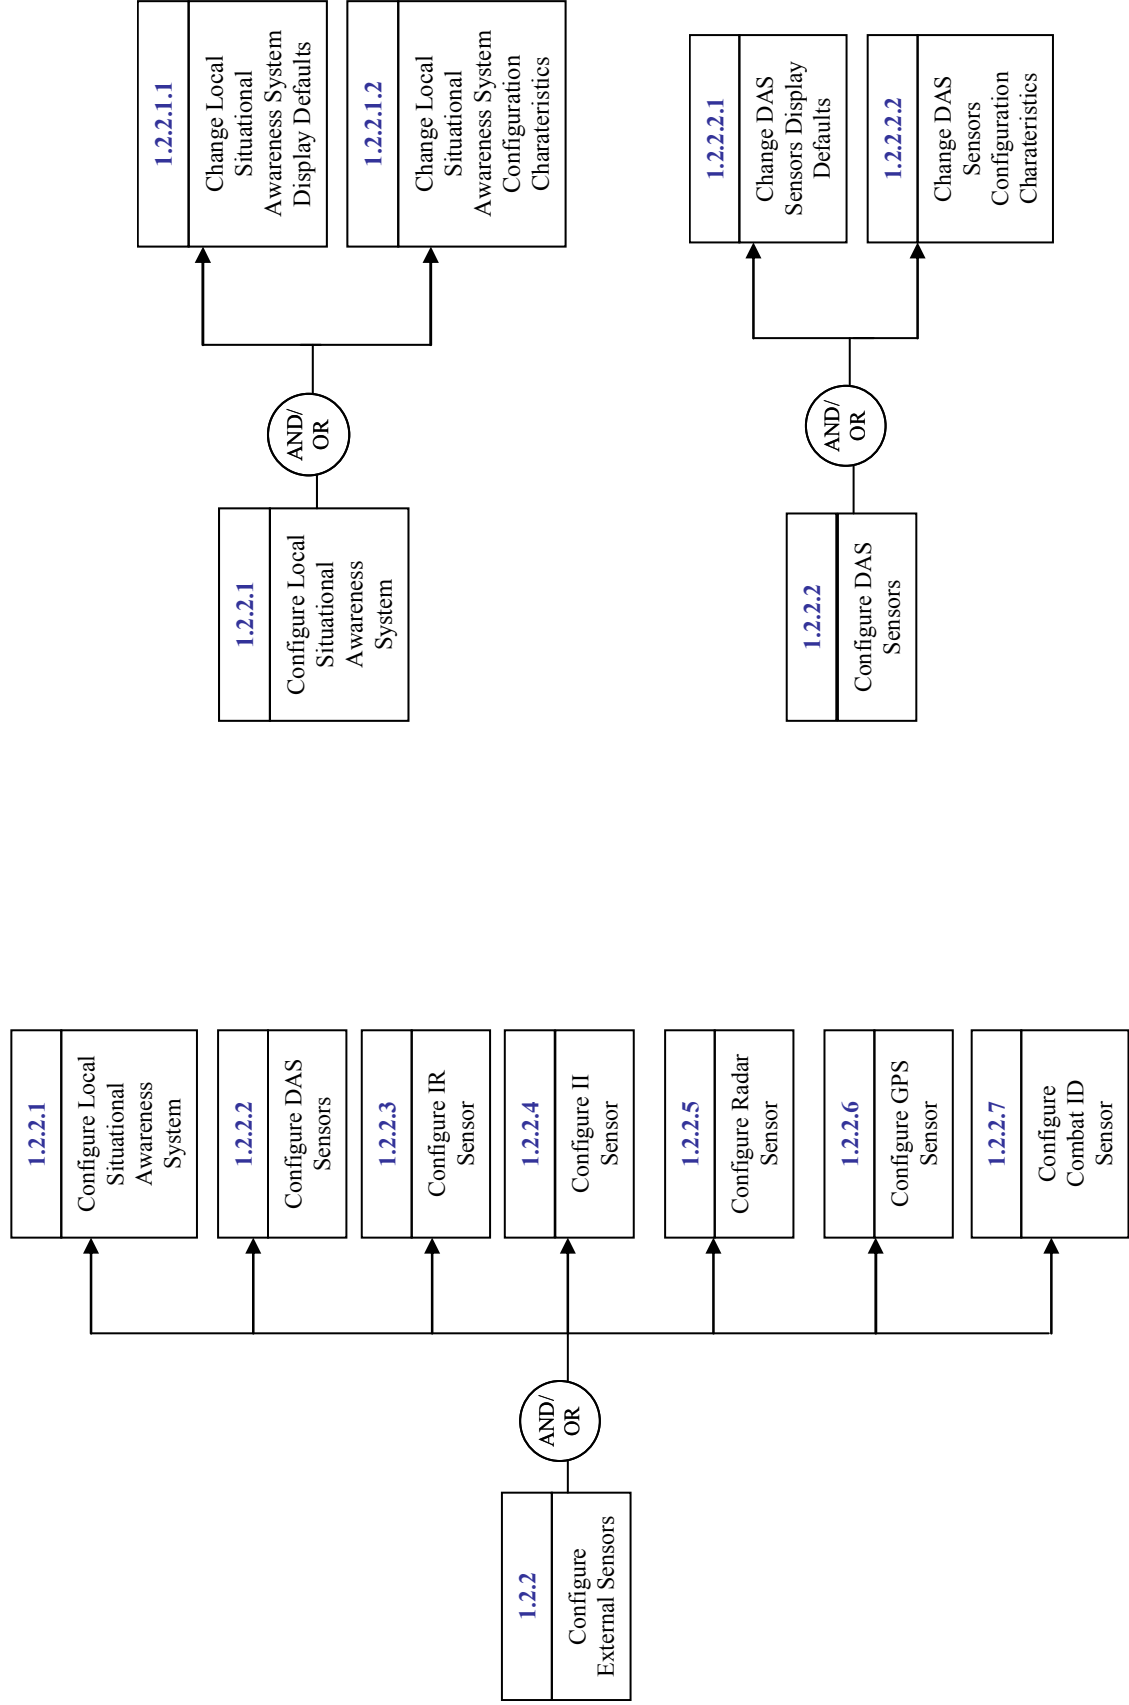 1.2.2
Configure
External Sensors
AND/
OR
1.2.2.1
Configure Local
Situational
Awareness
System
1.2.2.2
Configure DAS
Sensors
1.2.2.3
Configure IR
Sensor
1.2.2.4
Configure II
Sensor
1.2.2.5
Configure Radar
Sensor
1.2.2.6
Configure GPS
Sensor
1.2.2.7
Configure
Combat ID
Sensor
1.2.2.1
Configure Local
Situational
Awareness
System
AND/
OR
1.2.2.1.1
Change Local
Situational
Awareness System
Display Defaults
1.2.2.1.2
Change Local
Situational
Awareness System
Configuration
Charateristics
1.2.2.2
Configure DAS
Sensors
AND/
OR
1.2.2.2.1
Change DAS
Sensors Display
Defaults
1.2.2.2.2
Change DAS
Sensors
Configuration
Charateristics